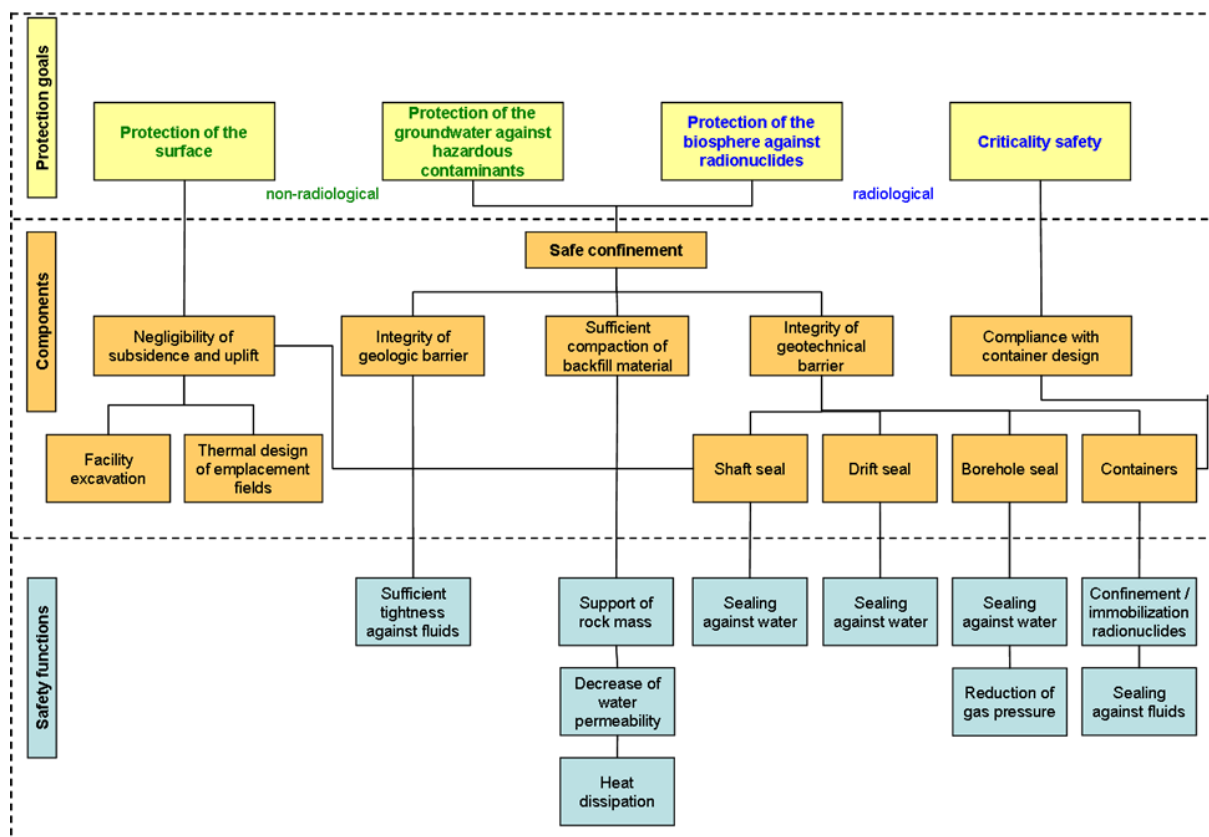 Protection goals
Protection of the
surface
Protection of the
groundwater against
hazardous
contaminants
Protection of the
biosphere against
radionuclides
Criticality safety
non-radiological
radiological
Components
Safe confinement
Negligibility of
subsidence and uplift
Integrity of
geologic barrier
Sufficient
compaction of
backfill material
Integrity of
geotechnical
barrier
Compliance with
container design
Facility
excavation
Thermal design
of emplacement
fields
Shaft seal
Drift seal
Borehole seal
Containers
Safety functions
Sufficient
tightness
against fluids
Support of
rock mass
Sealing
against water
Sealing
against water
Sealing
against water
Confinement /
immobilization
radionuclides
Decrease of
water
permeability
Reduction of
gas pressure
Sealing
against fluids
Heat
dissipation